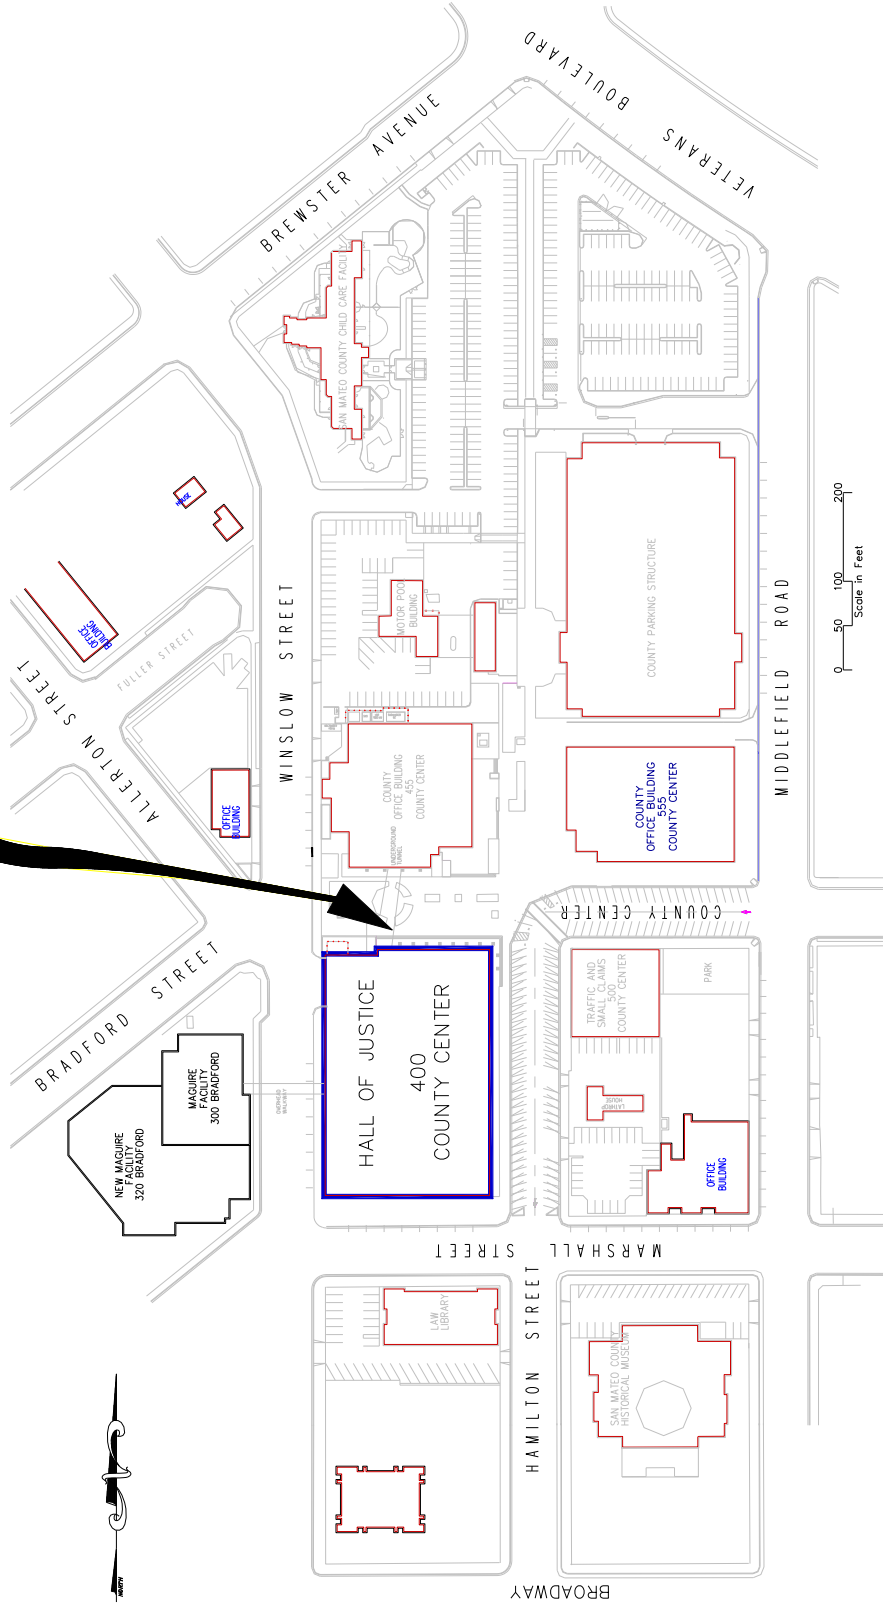 BOULEVARD
VETERANS
BREWSTER AVENUE
SAN MATEO COUNTY CHILD CARE FACILITY
HOUSE
OFFICE
BUILDING
FULLER STREET
ALLERTON STREET
WINSLOW STREET
MOTOR POOL
BUILDING
COUNTY PARKING STRUCTURE
MIDDLEFIELD ROAD
200
100
50
0
Scale in Feet
OFFICE
BUILDING
COUNTY
OFFICE BUILDING
455
COUNTY CENTER
UNDERGROUND
TUNNEL
COUNTY
OFFICE BUILDING
555
COUNTY CENTER
COUNTY CENTER
BRADFORD STREET
HALL OF JUSTICE
400
COUNTY CENTER
TRAFFIC AND
SMALL CLAIMS
500
COUNTY CENTER
PARK
MAGUIRE
FACILITY
300 BRADFORD
OVERHEAD
WALKWAY
LATHROP
HOUSE
NEW MAGUIRE
FACILITY
320 BRADFORD
OFFICE
BUILDING
MARSHALL STREET
HAMILTON STREET
LAW
LIBRARY
SAN MATEO COUNTY
HISTORICAL MUSEUM
NORTH
BROADWAY